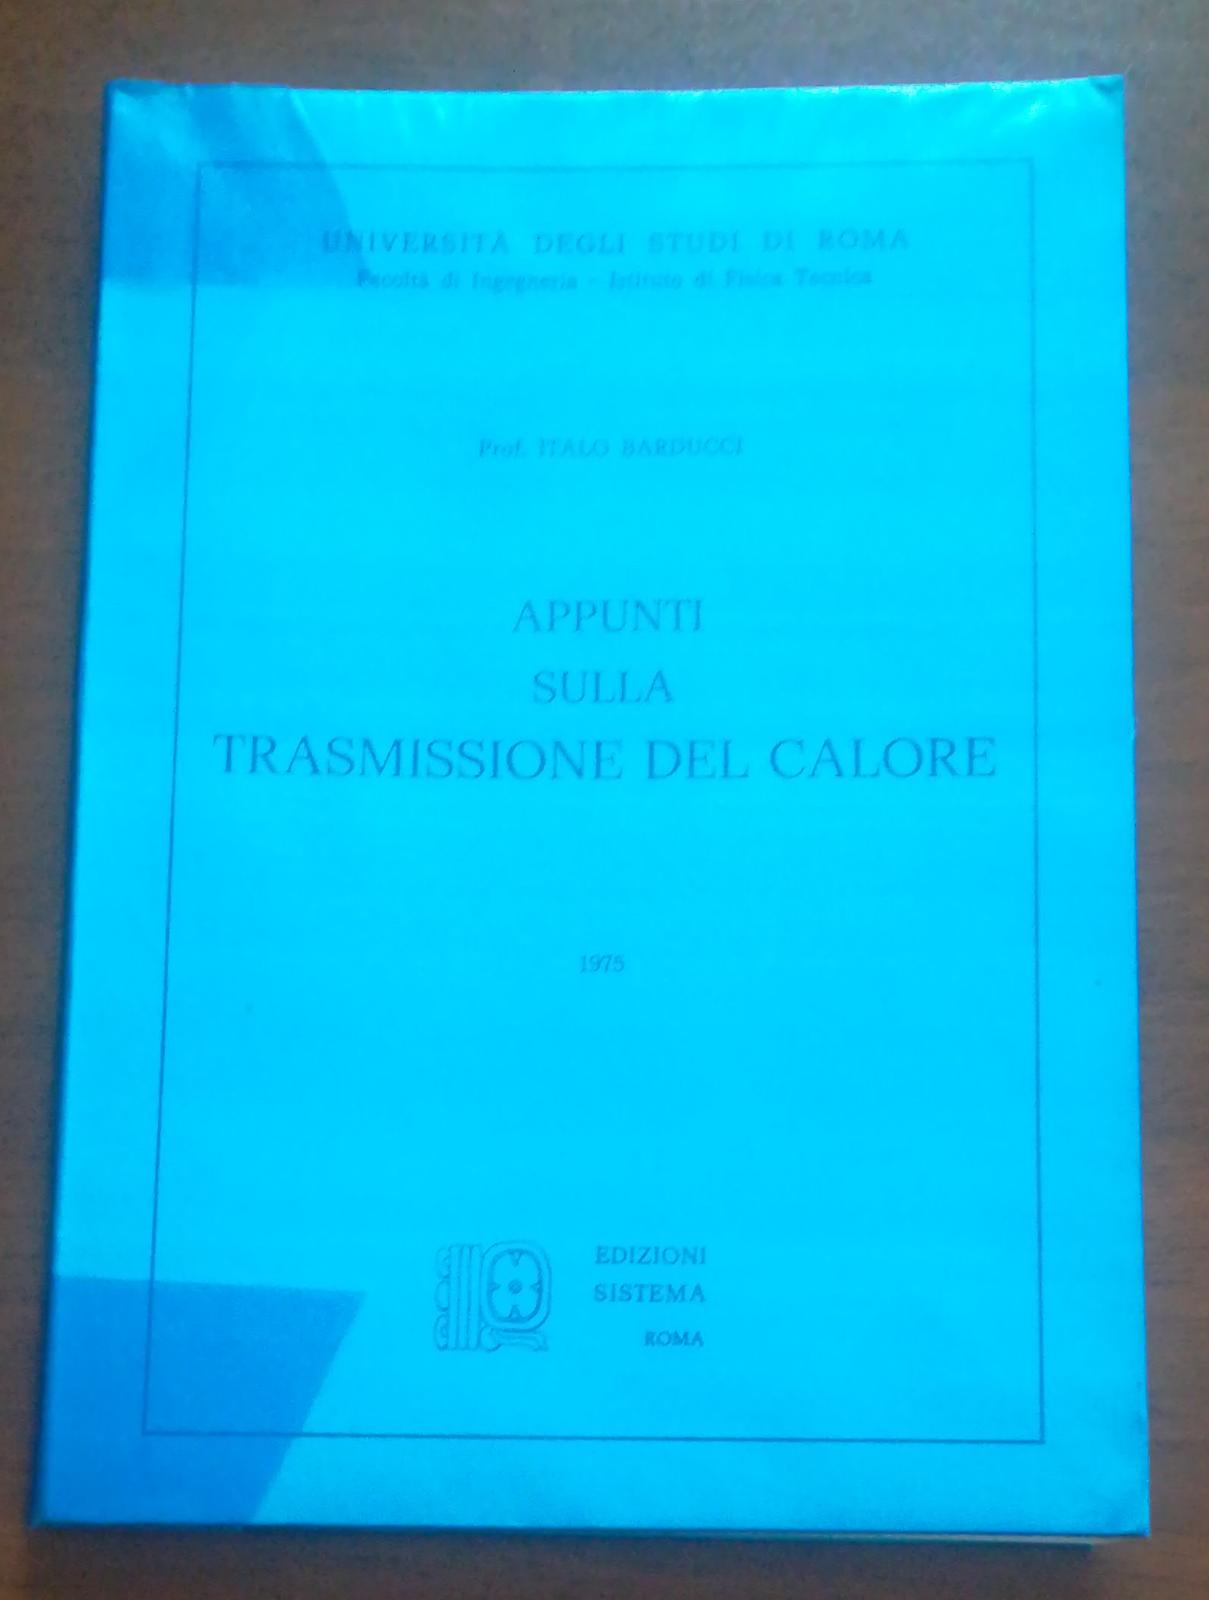 UNIVERSITÀ DEGLI STUDI DI ROMA
Facoltà di Ingegneria - Istituto di Fisica Tecnica
Prof. ITALO BARDUCCI
APPUNTI
SULLA
TRASMISSIONE DEL CALORE
1975
EDIZIONI
SISTEMA
ROMA